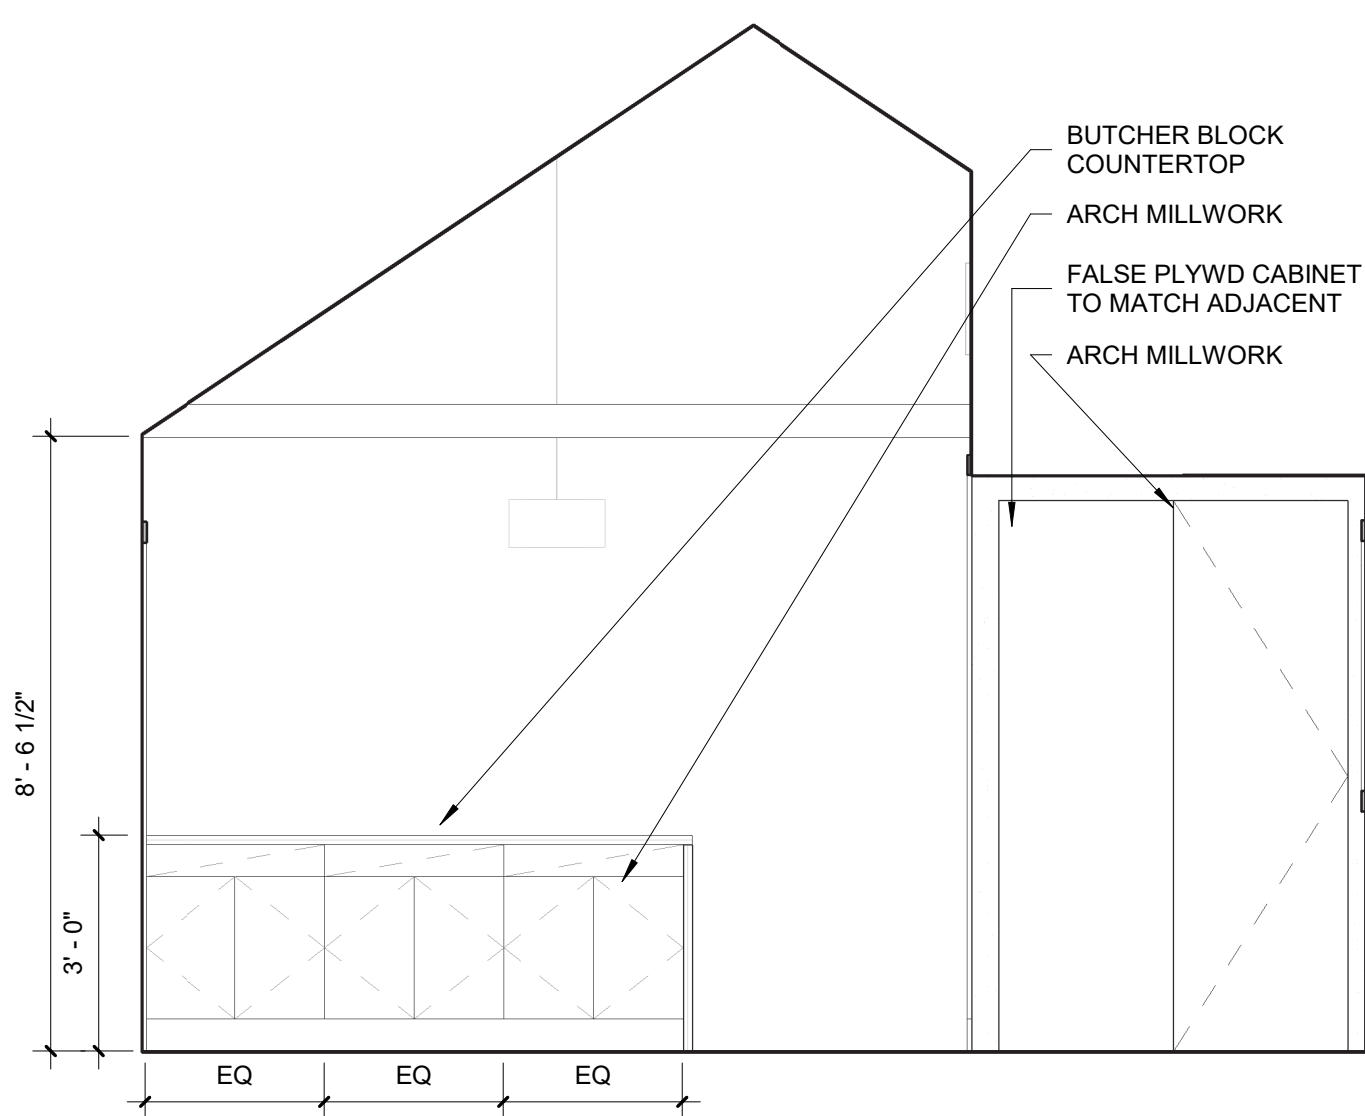 BUTCHER BLOCK
COUNTERTOP
ARCH MILLWORK
FALSE PLYWD CABINET
TO MATCH ADJACENT
ARCH MILLWORK
8' - 6 1/2"
3' - 0"
EQ
EQ
EQ